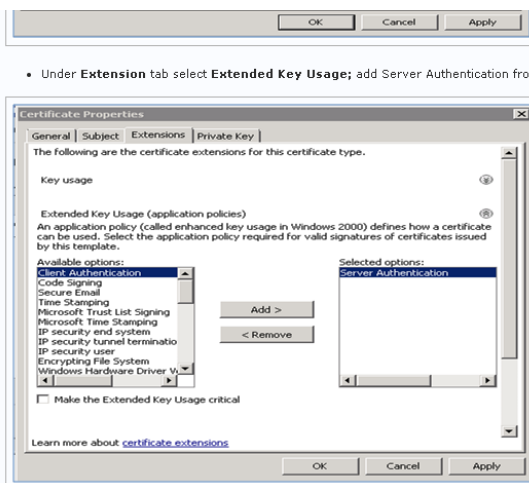 OK Cancel Apply
• Under Extension tab select Extended Key Usage; add Server Authentication fro
Certificate Properties
General Subject Extensions Private Key
The following are the certificate extensions for this certificate type.
Key usage
Extended Key Usage (application policies)
An application policy (called enhanced key usage in Windows 2000) defines how a certificate
can be used. Select the application policy required for valid signatures of certificates issued
by this template.
Available options: Selected options:
Client Authentication Server Authentication
Code Signing
Secure Email
Time Stamping
Microsoft Trust List Signing
Microsoft Time Stamping
IP security end system
IP security tunnel terminatio
IP security user
Encrypting File System
Windows Hardware Driver V
Add >
< Remove
Make the Extended Key Usage critical
Learn more about certificate extensions
OK Cancel Apply